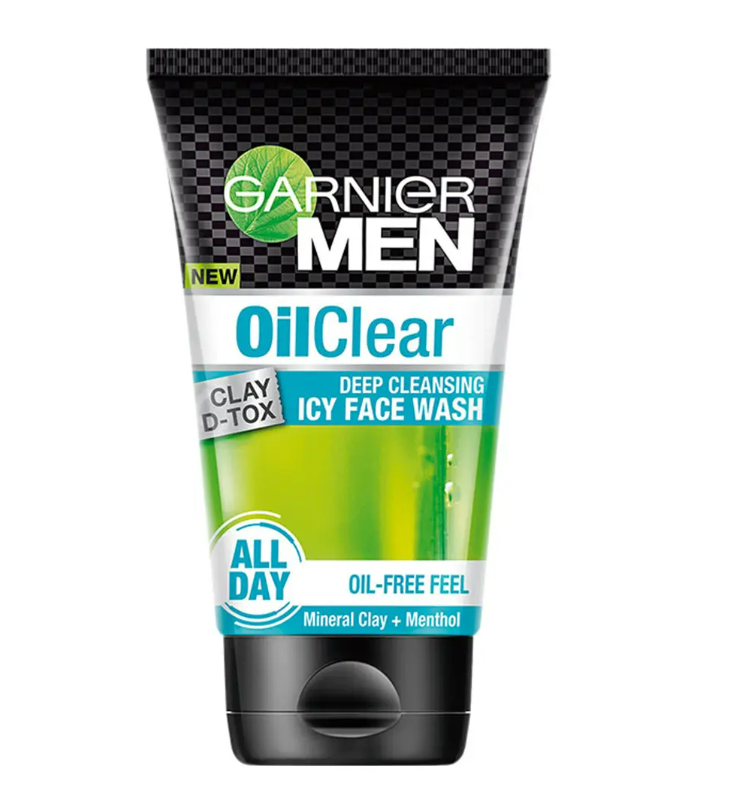 GARNIER
MEN
NEW
OilClear
CLAY
D-TOX
DEEP CLEANSING
ICY FACE WASH
ALL
DAY
OIL-FREE FEEL
Mineral Clay + Menthol